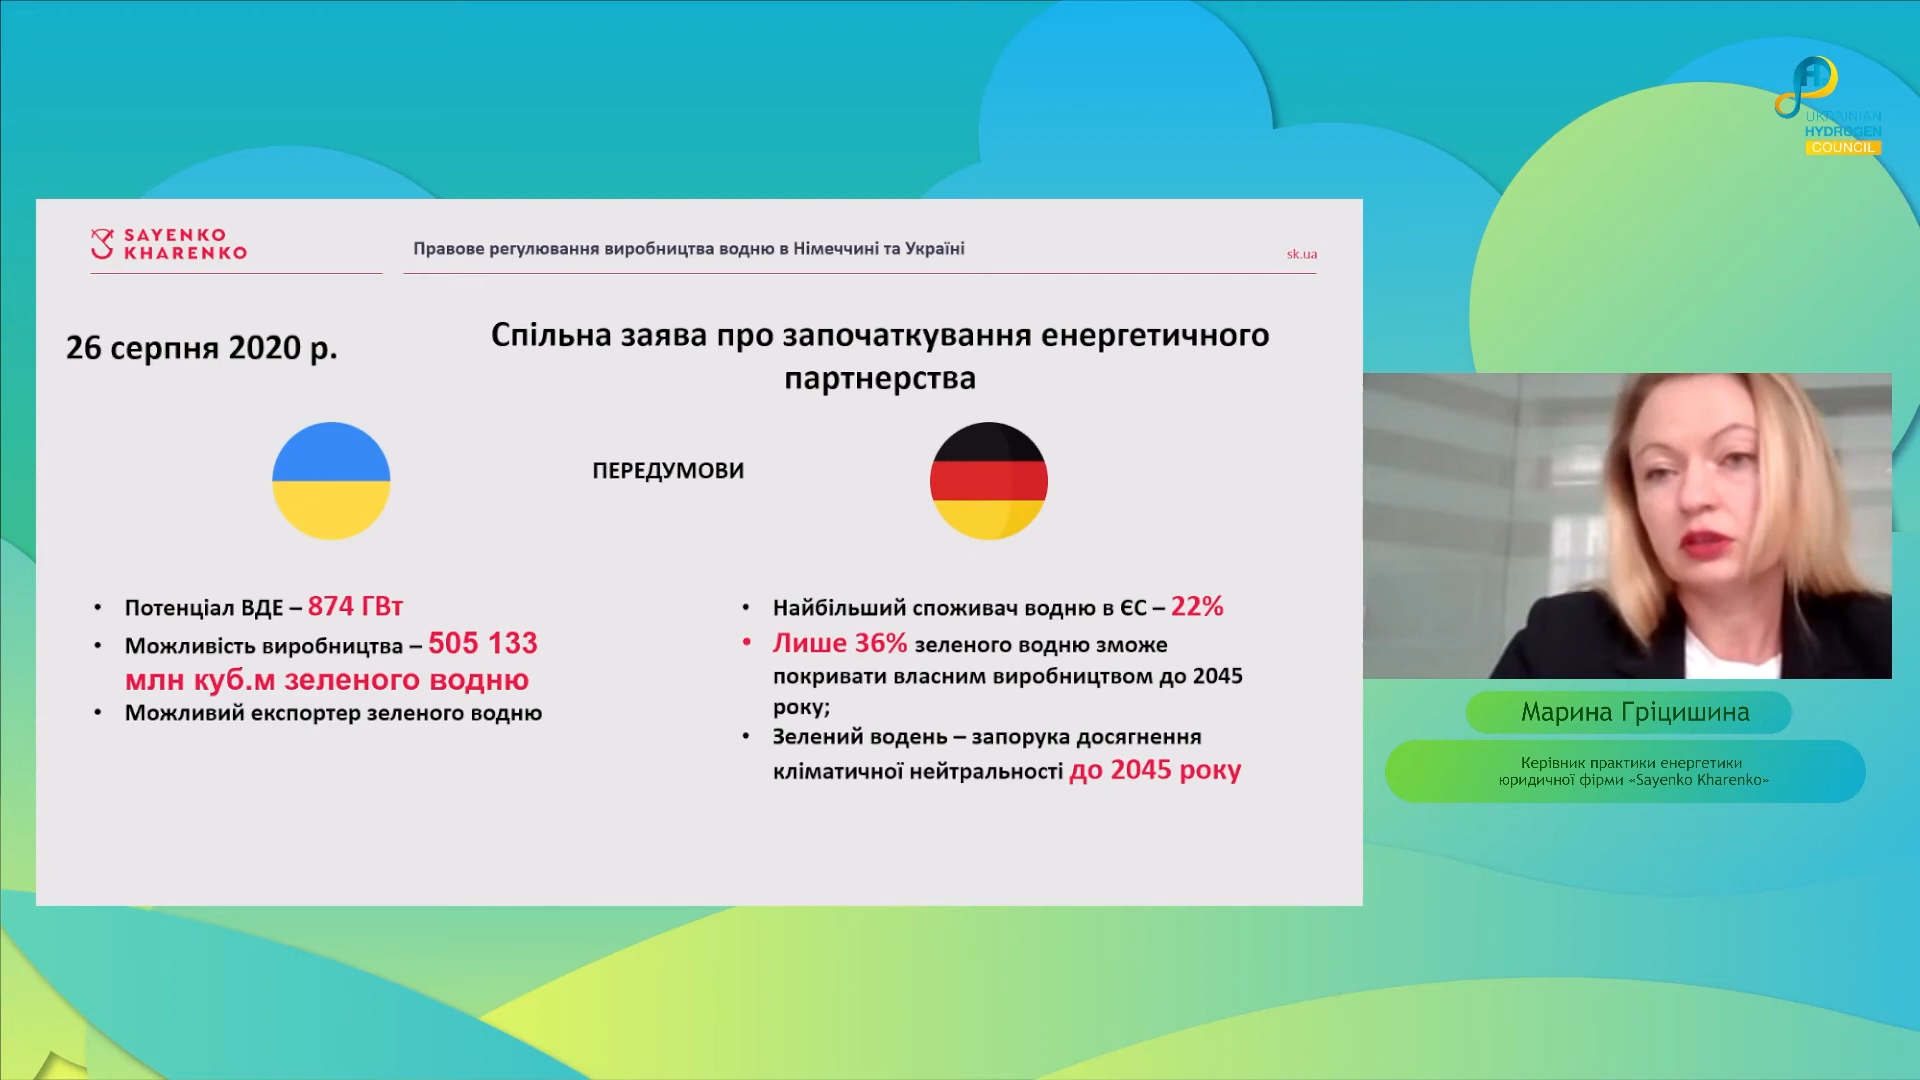 UKRAINIAN
HYDROGEN
COUNCIL
SAYENKO
KHARENKO
Правове регулювання виробництва водню в Німеччині та Україні
sk.ua
26 серпня 2020 р.
Спільна заява про започаткування енергетичного
партнерства
ПЕРЕДУМОВИ
• Потенціал ВДЕ – 874 ГВт
• Можливість виробництва – 505 133
млн куб.м зеленого водню
• Можливий експортер зеленого водню
• Найбільший споживач водню в ЄС – 22%
• Лише 36% зеленого водню зможе
покривати власним виробництвом до 2045
року;
• Зелений водень – запорука досягнення
кліматичної нейтральності до 2045 року
Марина Гріцишина
Керівник практики енергетики
юридичної фірми «Sayenko Kharenko»